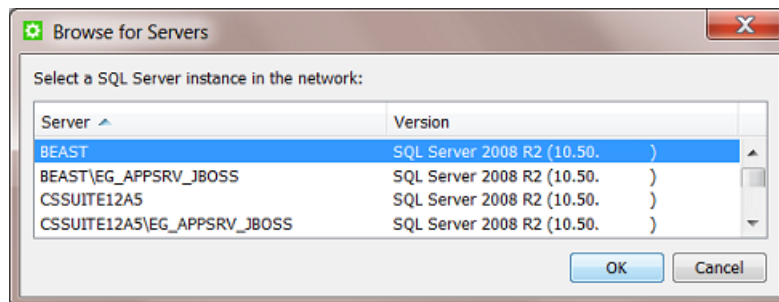 Browse for Servers
Select a SQL Server instance in the network:
Server Version
BEAST SQL Server 2008 R2 (10.50. )
BEAST\EG_APPSRV_JBOSS SQL Server 2008 R2 (10.50. )
CSSUITE12A5 SQL Server 2008 R2 (10.50. )
CSSUITE12A5\EG_APPSRV_JBOSS SQL Server 2008 R2 (10.50. )
OK Cancel